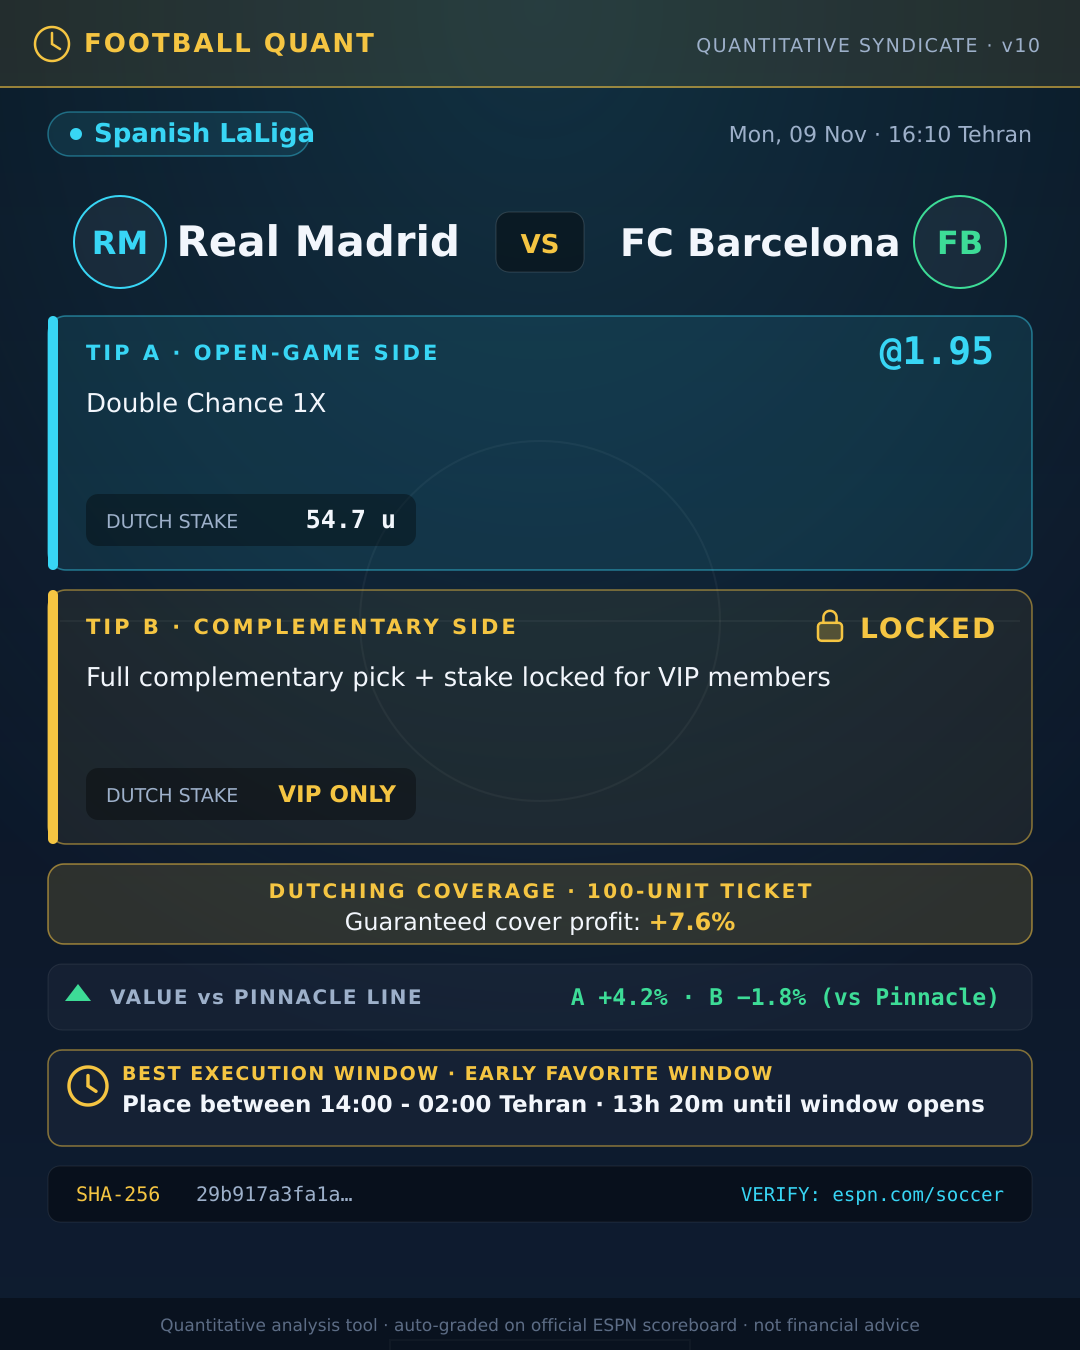 FOOTBALL QUANT
QUANTITATIVE SYNDICATE · v10
Spanish LaLiga
Mon, 09 Nov · 16:10 Tehran
RM Real Madrid VS FC Barcelona FB
TIP A · OPEN-GAME SIDE
@1.95
Double Chance 1X
DUTCH STAKE 54.7 u
TIP B · COMPLEMENTARY SIDE
LOCKED
Full complementary pick + stake locked for VIP members
DUTCH STAKE VIP ONLY
DUTCHING COVERAGE · 100-UNIT TICKET
Guaranteed cover profit: +7.6%
VALUE vs PINNACLE LINE
A +4.2% · B −1.8% (vs Pinnacle)
BEST EXECUTION WINDOW · EARLY FAVORITE WINDOW
Place between 14:00 - 02:00 Tehran · 13h 20m until window opens
SHA-256 29b917a3fa1a…
VERIFY: espn.com/soccer
Quantitative analysis tool · auto-graded on official ESPN scoreboard · not financial advice